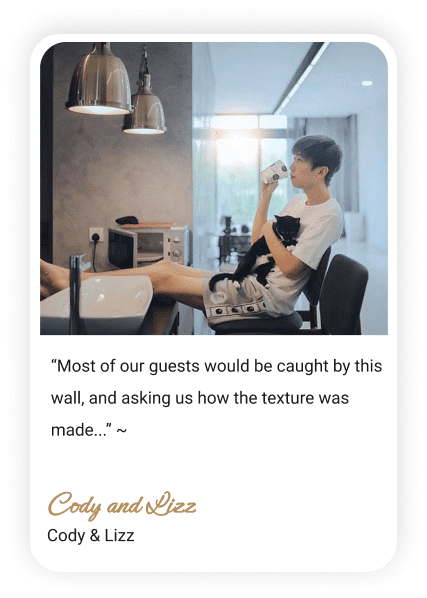 “Most of our guests would be caught by this
wall, and asking us how the texture was
made...” ~
Cody and Lizz
Cody & Lizz